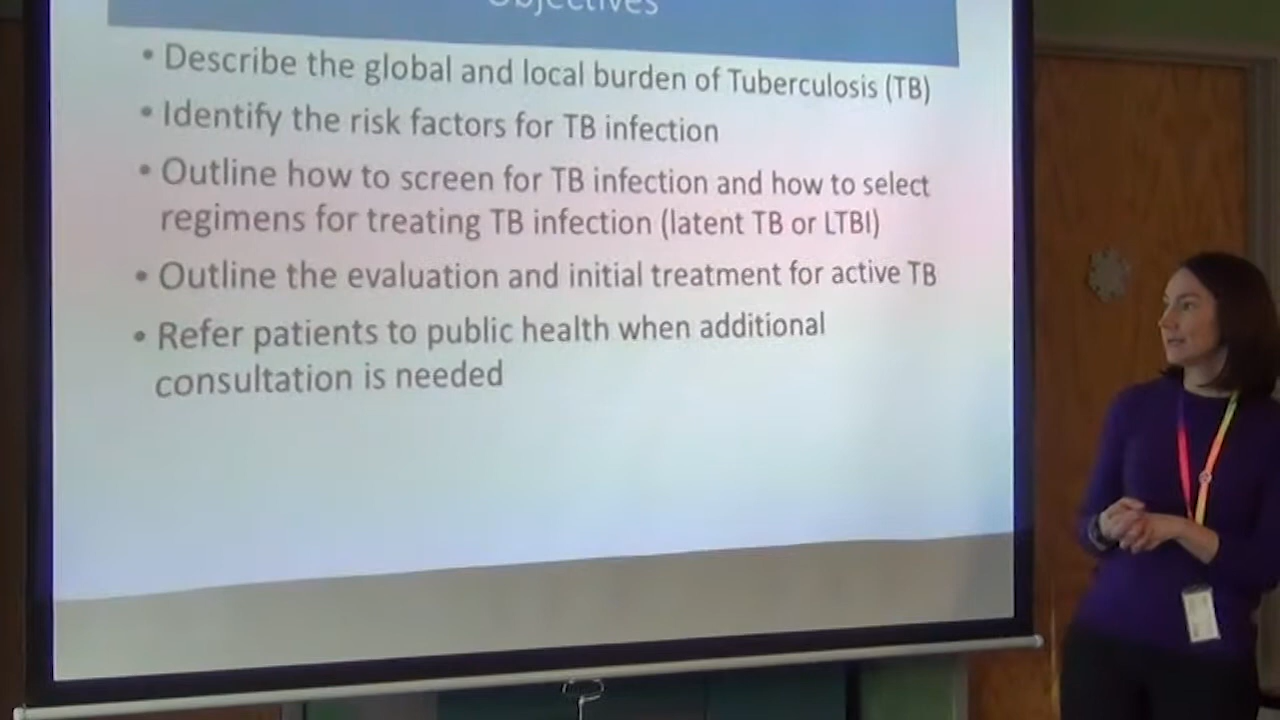 Objectives
• Describe the global and local burden of Tuberculosis (TB)
• Identify the risk factors for TB infection
• Outline how to screen for TB infection and how to select
regimens for treating TB infection (latent TB or LTBI)
• Outline the evaluation and initial treatment for active TB
• Refer patients to public health when additional
consultation is needed